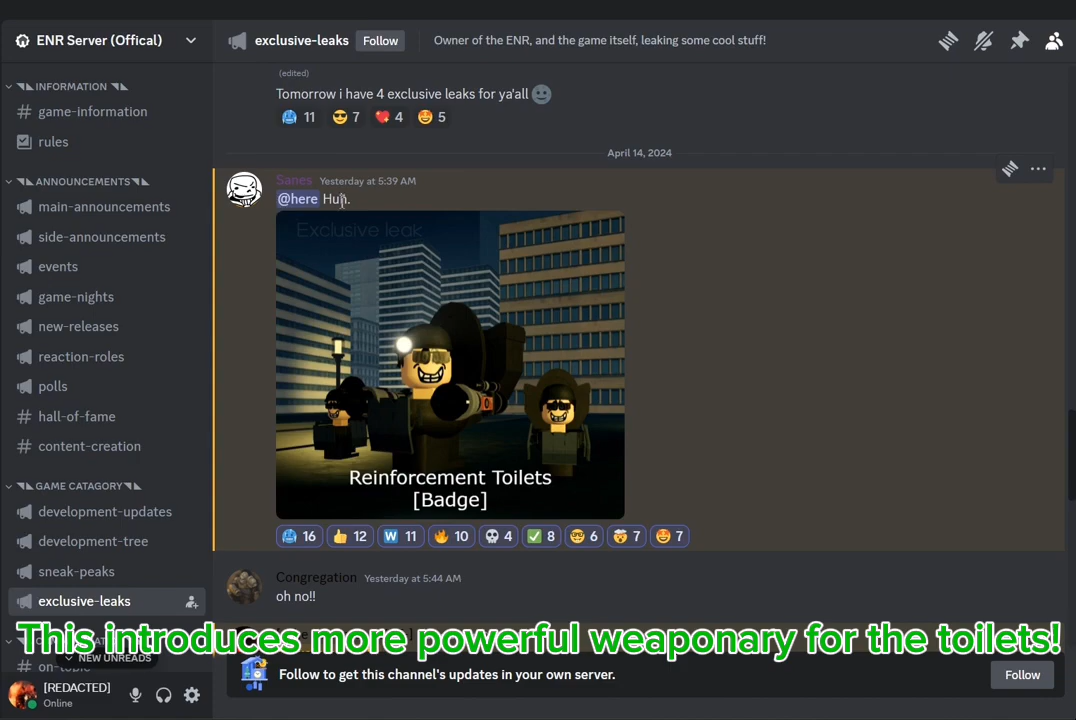 ENR Server (Offical)
INFORMATION
game-information
rules
ANNOUNCEMENTS
main-announcements
side-announcements
events
game-nights
new-releases
reaction-roles
polls
hall-of-fame
content-creation
GAME CATAGORY
development-updates
development-tree
sneak-peaks
exclusive-leaks
on-topic
NEW UNREADS
[REDACTED]
Online
exclusive-leaks Follow Owner of the ENR, and the game itself, leaking some cool stuff!
(edited)
Tomorrow i have 4 exclusive leaks for ya'all
11 7 4 5
April 14, 2024
Sanes Yesterday at 5:39 AM
@here Huh.
Exclusive leak
Reinforcement Toilets
[Badge]
16 12 W 11 10 4 8 6 7 7
Congregation Yesterday at 5:44 AM
oh no!!
This introduces more powerful weaponary for the toilets!
Follow to get this channel's updates in your own server. Follow